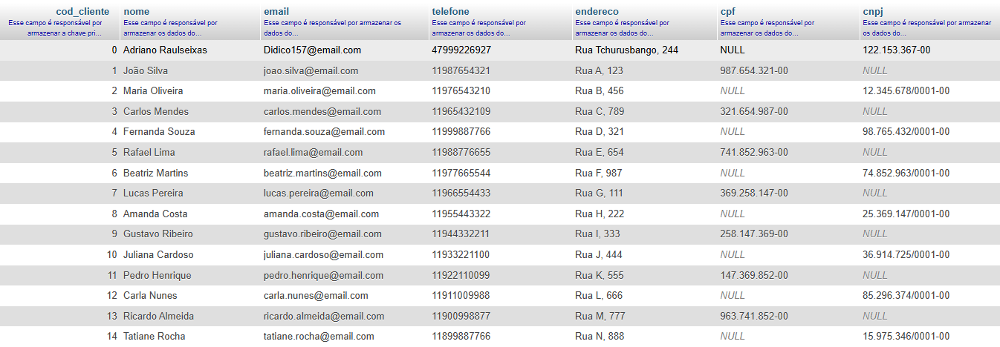 cod_cliente nome email telefone endereco cpf cnpj
Esse campo é responsável por Esse campo é responsável por Esse campo é responsável por armazenar os Esse campo é responsável por Esse campo é responsável por Esse campo é responsável por Esse campo é responsável por armazenar
armazenar a chave pri... armazenar os dados do... dados do... armazenar os dados do... armazenar os dados do... armazenar os dados do... os dados do...
0 Adriano Raulseixas Didico157@email.com 47999226927 Rua Tchurusbango, 244 NULL 122.153.367-00
1 João Silva joao.silva@email.com 11987654321 Rua A, 123 987.654.321-00 NULL
2 Maria Oliveira maria.oliveira@email.com 11976543210 Rua B, 456 NULL 12.345.678/0001-00
3 Carlos Mendes carlos.mendes@email.com 11965432109 Rua C, 789 321.654.987-00 NULL
4 Fernanda Souza fernanda.souza@email.com 11999887766 Rua D, 321 NULL 98.765.432/0001-00
5 Rafael Lima rafael.lima@email.com 11988776655 Rua E, 654 741.852.963-00 NULL
6 Beatriz Martins beatriz.martins@email.com 11977665544 Rua F, 987 NULL 74.852.963/0001-00
7 Lucas Pereira lucas.pereira@email.com 11966554433 Rua G, 111 369.258.147-00 NULL
8 Amanda Costa amanda.costa@email.com 11955443322 Rua H, 222 NULL 25.369.147/0001-00
9 Gustavo Ribeiro gustavo.ribeiro@email.com 11944332211 Rua I, 333 258.147.369-00 NULL
10 Juliana Cardoso juliana.cardoso@email.com 11933221100 Rua J, 444 NULL 36.914.725/0001-00
11 Pedro Henrique pedro.henrique@email.com 11922110099 Rua K, 555 147.369.852-00 NULL
12 Carla Nunes carla.nunes@email.com 11911009988 Rua L, 666 NULL 85.296.374/0001-00
13 Ricardo Almeida ricardo.almeida@email.com 11900998877 Rua M, 777 963.741.852-00 NULL
14 Tatiane Rocha tatiane.rocha@email.com 11899887766 Rua N, 888 NULL 15.975.346/0001-00